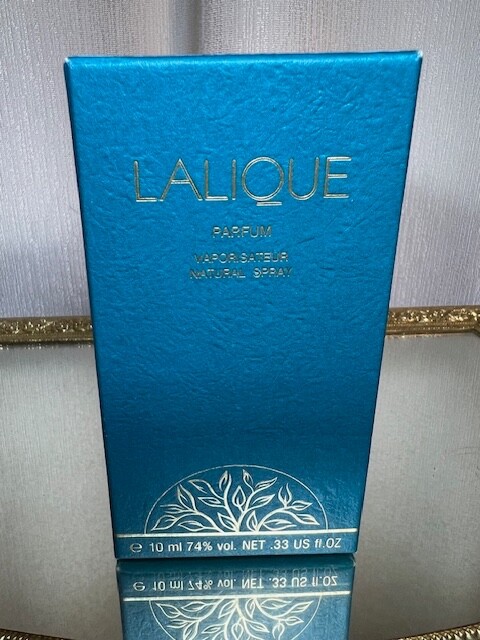 LALIQUE
PARFUM
VAPORISATEUR
NATURAL SPRAY
℮ 10 ml 74% vol. NET .33 US fl.OZ